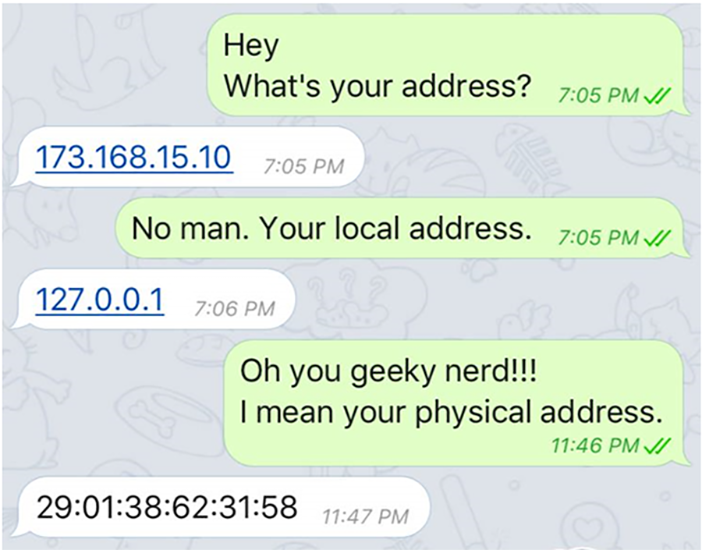 Hey
What's your address? 7:05 PM
173.168.15.10 7:05 PM
No man. Your local address. 7:05 PM
127.0.0.1 7:06 PM
Oh you geeky nerd!!!
I mean your physical address.
11:46 PM
29:01:38:62:31:58 11:47 PM